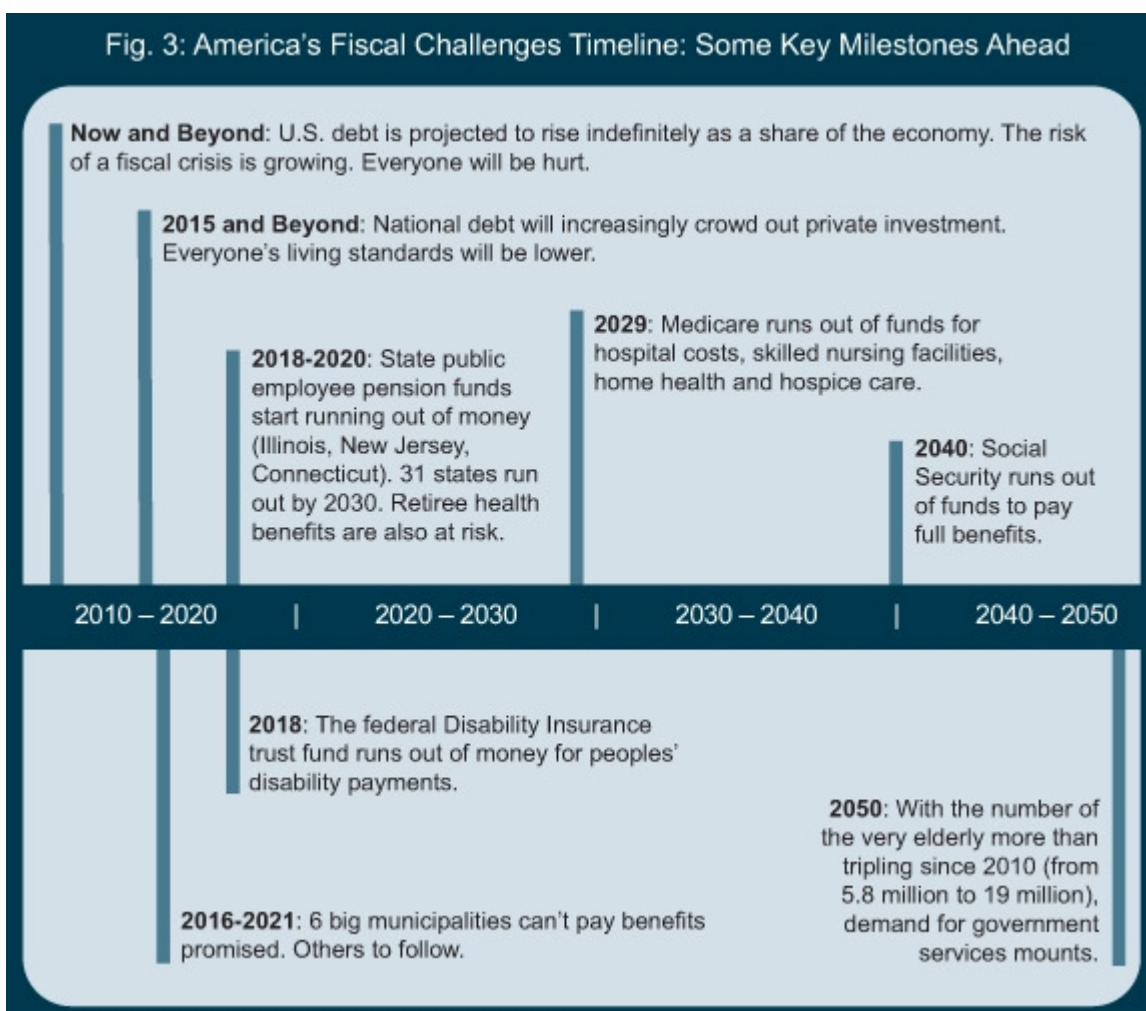 Fig. 3: America's Fiscal Challenges Timeline: Some Key Milestones Ahead
Now and Beyond: U.S. debt is projected to rise indefinitely as a share of the economy. The risk
of a fiscal crisis is growing. Everyone will be hurt.
2015 and Beyond: National debt will increasingly crowd out private investment.
Everyone's living standards will be lower.
2018-2020: State public
employee pension funds
start running out of money
(Illinois, New Jersey,
Connecticut). 31 states run
out by 2030. Retiree health
benefits are also at risk.
2029: Medicare runs out of funds for
hospital costs, skilled nursing facilities,
home health and hospice care.
2040: Social
Security runs out
of funds to pay
full benefits.
2010 – 2020 | 2020 – 2030 | 2030 – 2040 | 2040 – 2050
2018: The federal Disability Insurance
trust fund runs out of money for peoples'
disability payments.
2016-2021: 6 big municipalities can't pay benefits
promised. Others to follow.
2050: With the number of
the very elderly more than
tripling since 2010 (from
5.8 million to 19 million),
demand for government
services mounts.